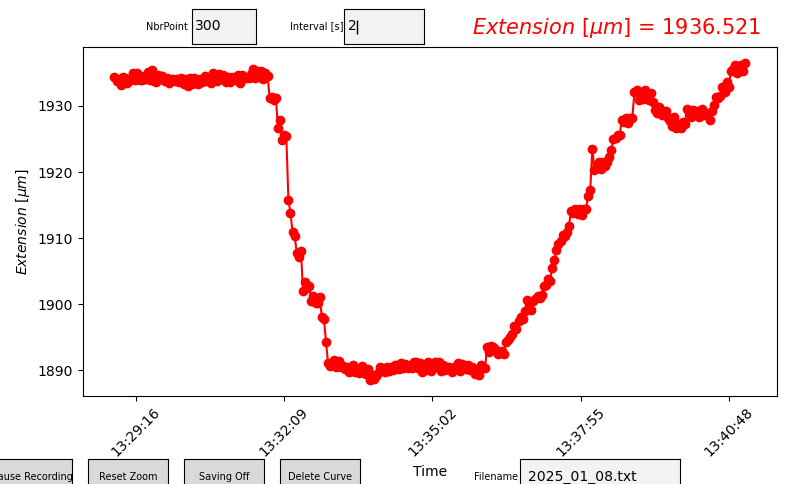 NbrPoint 300 Interval [s] 2 Extension [μm] = 1936.521
1930
1920
1910
1900
1890
Extension [μm]
13:29:16 13:32:09 13:35:02 13:37:55 13:40:48
Time
ause Recording Reset Zoom Saving Off Delete Curve Filename 2025_01_08.txt